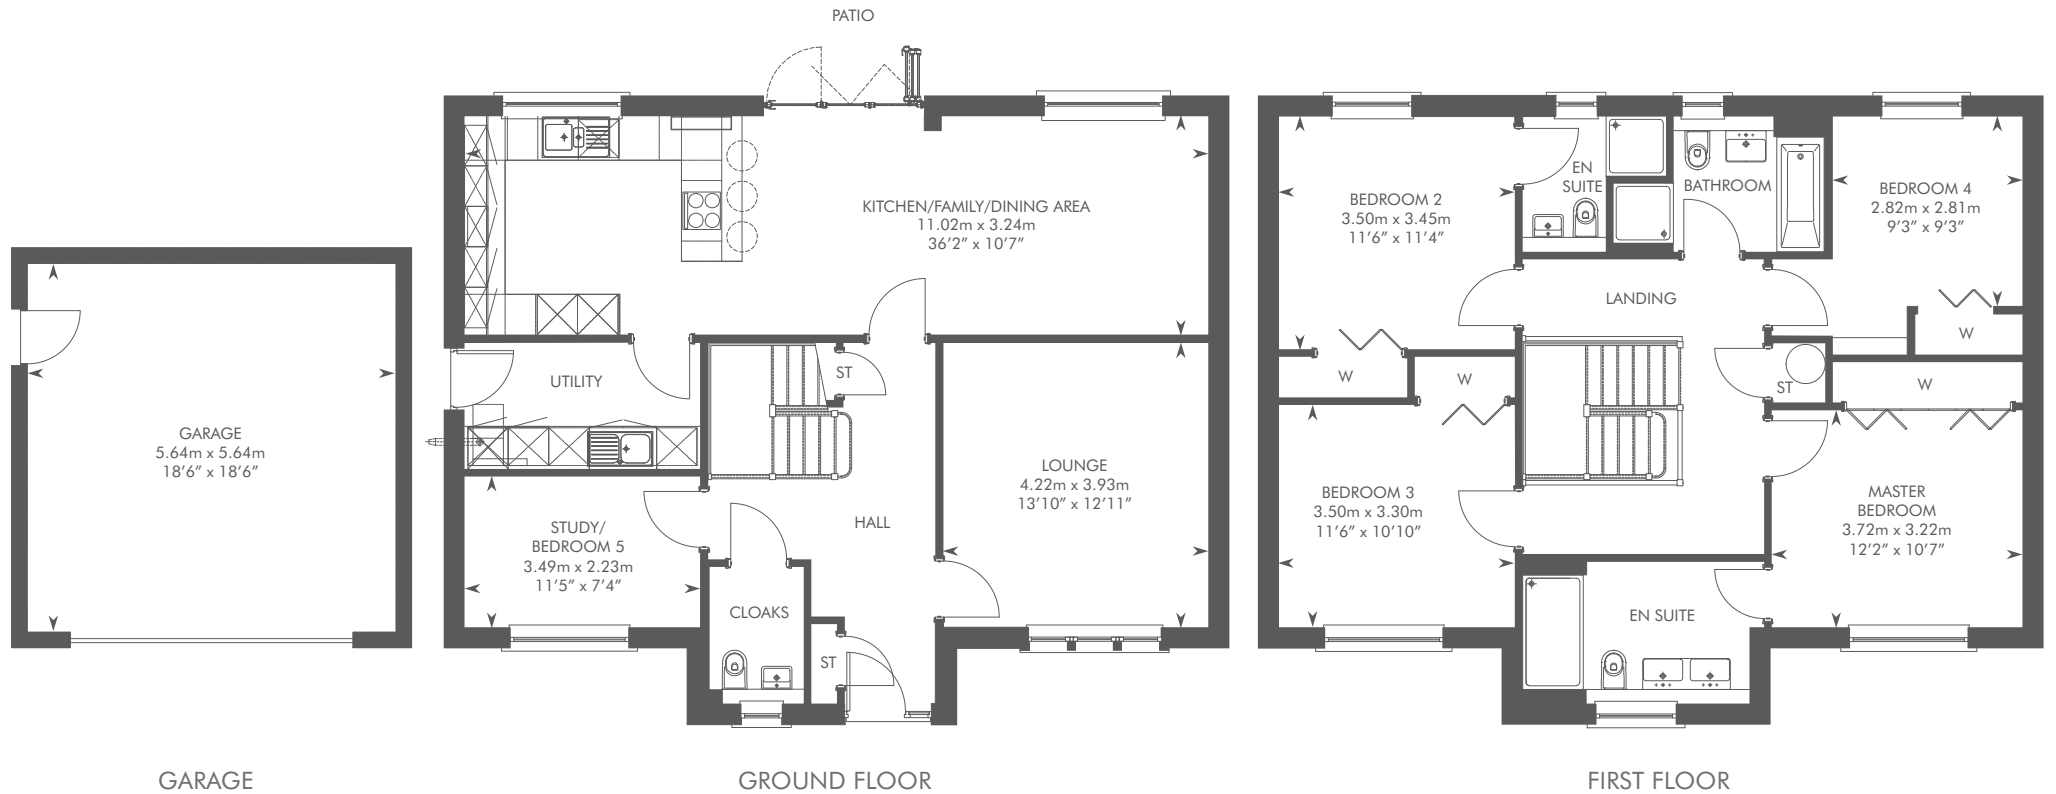 PATIO
KITCHEN/FAMILY/DINING AREA
11.02m x 3.24m
36’2” x 10’7”
UTILITY
ST
GARAGE
5.64m x 5.64m
18’6” x 18’6”
LOUNGE
4.22m x 3.93m
13’10” x 12’11”
STUDY/
BEDROOM 5
3.49m x 2.23m
11’5” x 7’4”
HALL
CLOAKS
ST
BEDROOM 2
3.50m x 3.45m
11’6” x 11’4”
EN
SUITE
BATHROOM
BEDROOM 4
2.82m x 2.81m
9’3” x 9’3”
LANDING
W
W
W
ST
W
BEDROOM 3
3.50m x 3.30m
11’6” x 10’10”
MASTER
BEDROOM
3.72m x 3.22m
12’2” x 10’7”
EN SUITE
GARAGE
GROUND FLOOR
FIRST FLOOR